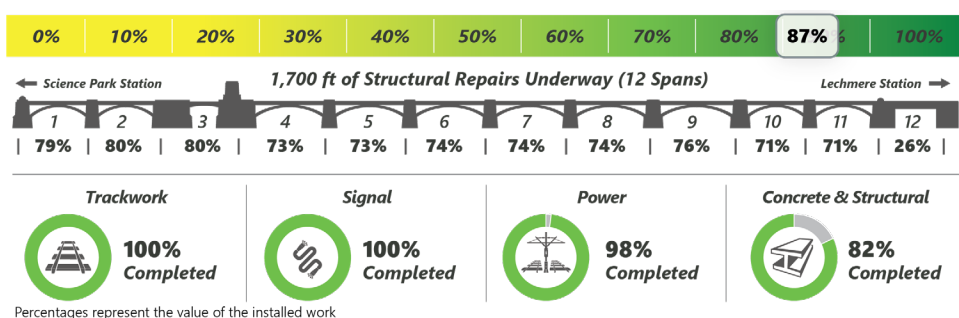 0% 10% 20% 30% 40% 50% 60% 70% 80% 87% 100%
Science Park Station 1,700 ft of Structural Repairs Underway (12 Spans) Lechmere Station
1 2 3 4 5 6 7 8 9 10 11 12
| 79% | 80% | 80% | 73% | 73% | 74% | 74% | 74% | 76% | 71% | 71% | 26% |
Trackwork Signal Power Concrete & Structural
100% 100% 98% 82%
Completed Completed Completed Completed
Percentages represent the value of the installed work